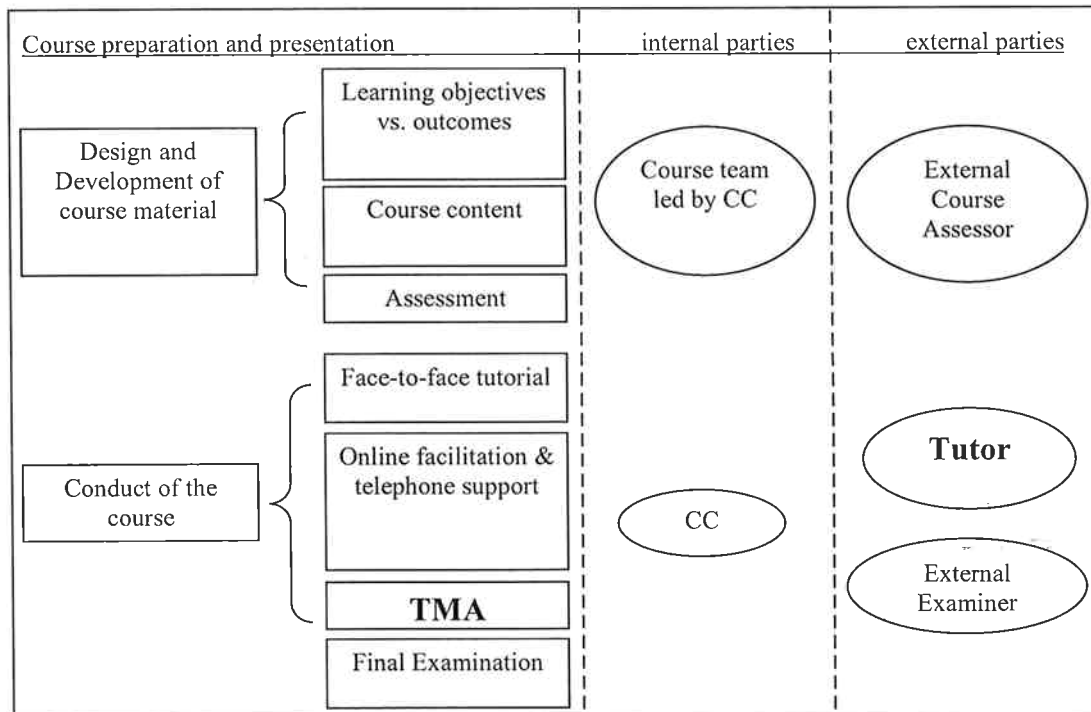 Course preparation and presentation
internal parties
external parties
Design and
Development of
course material
Learning objectives
vs. outcomes
Course content
Assessment
Course team
led by CC
External
Course
Assessor
Conduct of the
course
Face-to-face tutorial
Online facilitation &
telephone support
TMA
Final Examination
CC
Tutor
External
Examiner